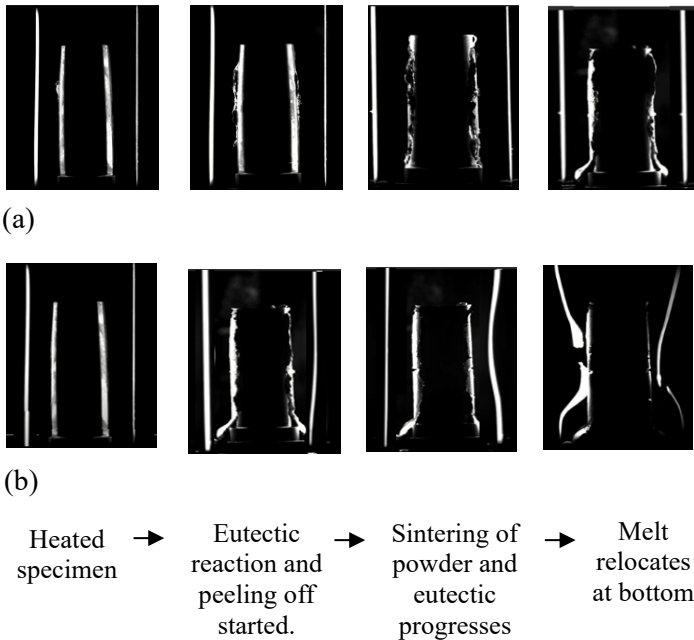 (a)
(b)
Heated
specimen
Eutectic
reaction and
peeling off
started.
Sintering of
powder and
eutectic
progresses
Melt
relocates
at bottom